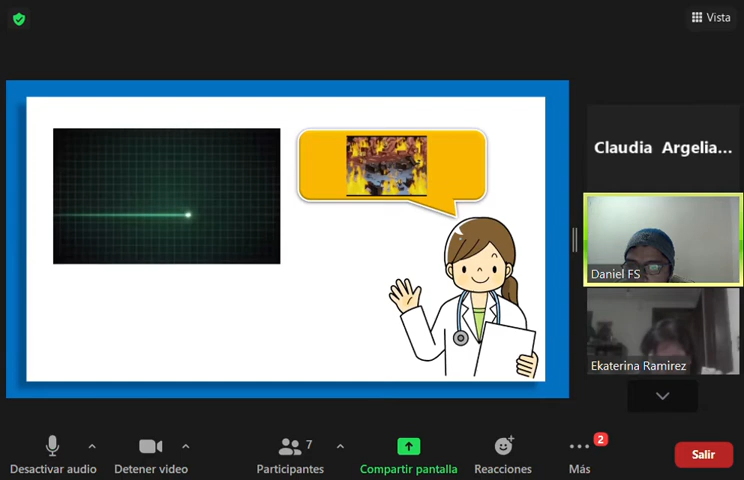 Vista
Claudia Argelia...
Daniel FS
Ekaterina Ramirez
7
2
Desactivar audio
Detener video
Participantes
Compartir pantalla
Reacciones
Más
Salir